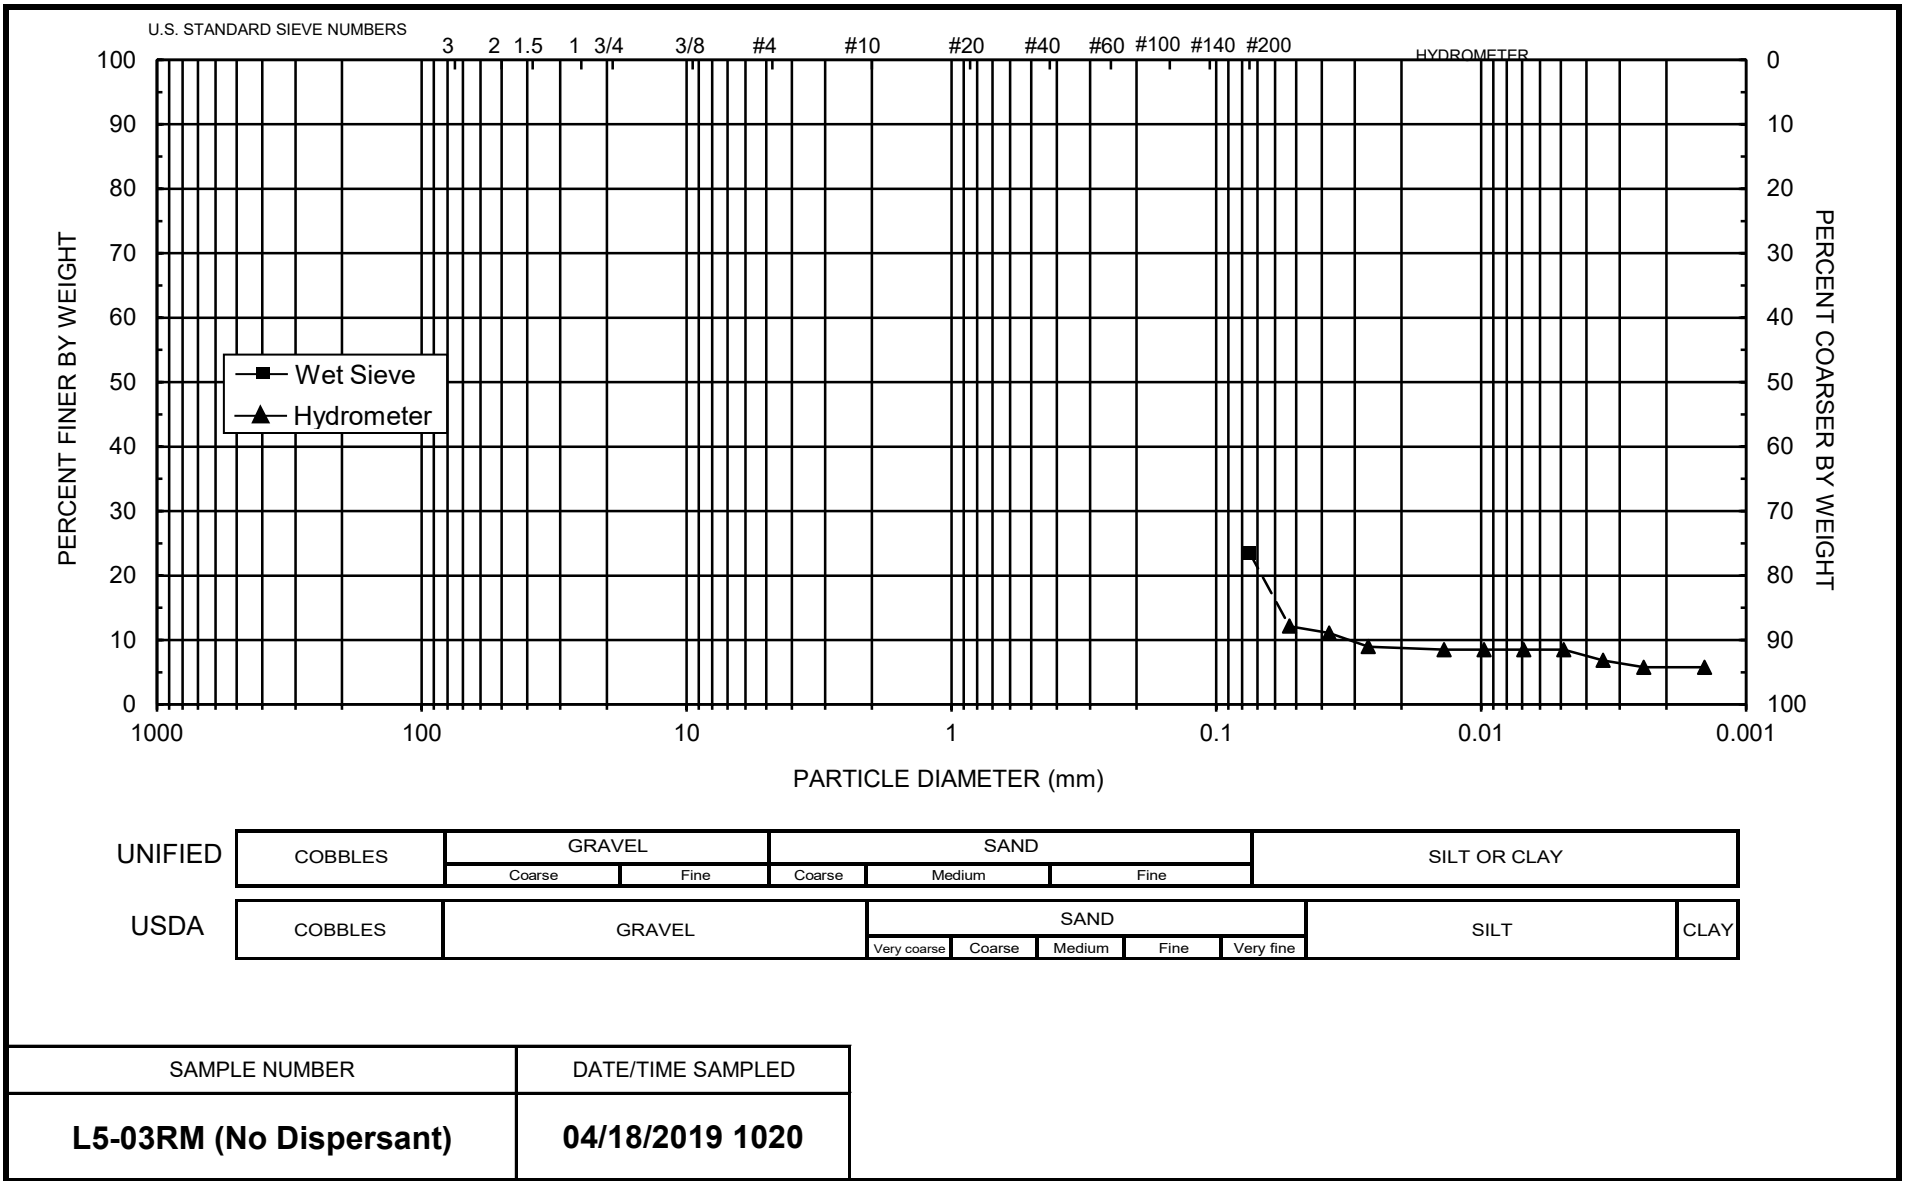 U.S. STANDARD SIEVE NUMBERS
3 2 1.5 1 3/4 3/8 #4 #10 #20 #40 #60 #100 #140 #200
HYDROMETER
100 0
90 10
80 20
70 30
60 40
50 50
40 60
30 70
20 80
10 90
0 100
PERCENT FINER BY WEIGHT
PERCENT COARSER BY WEIGHT
Wet Sieve
Hydrometer
1000 100 10 1 0.1 0.01 0.001
PARTICLE DIAMETER (mm)
UNIFIED
COBBLES GRAVEL SAND SILT OR CLAY
Coarse Fine Coarse Medium Fine
USDA
COBBLES GRAVEL SAND SILT CLAY
Very coarse Coarse Medium Fine Very fine
SAMPLE NUMBER DATE/TIME SAMPLED
L5-03RM (No Dispersant) 04/18/2019 1020